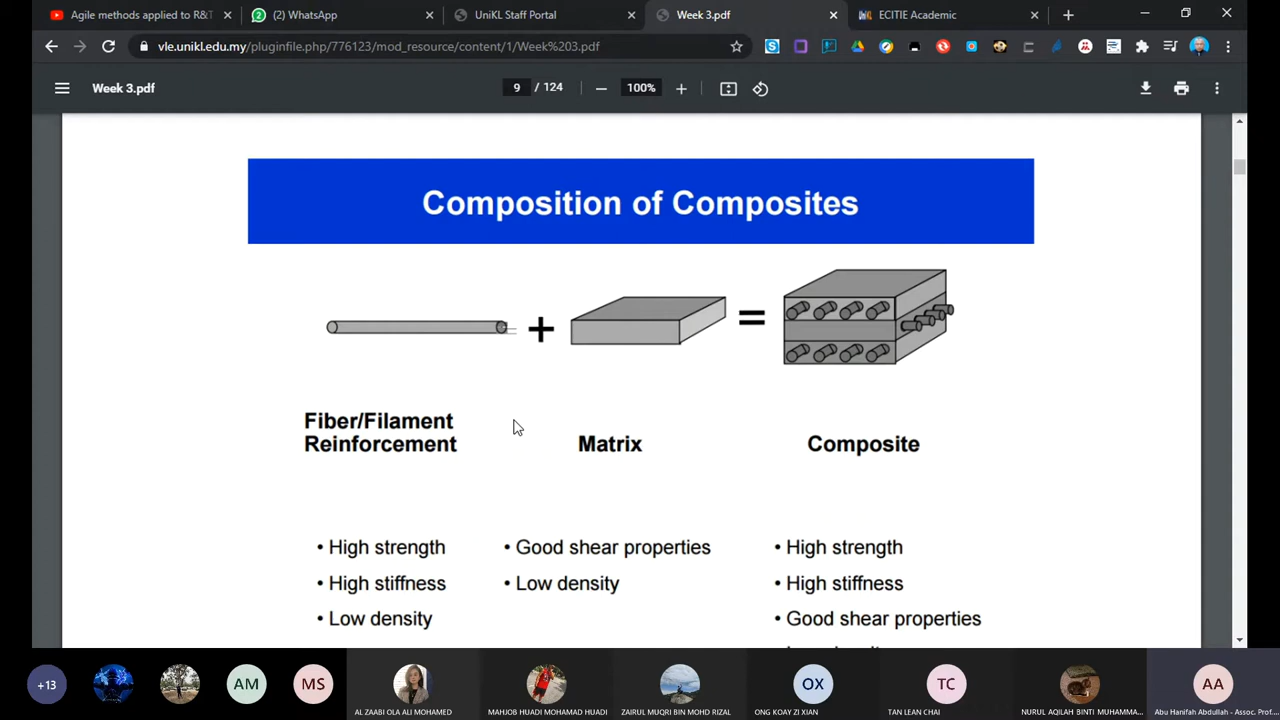 Agile methods applied to R&T
2
(2) WhatsApp
UniKL Staff Portal
Week 3.pdf
ECITIE Academic
vle.unikl.edu.my/pluginfile.php/776123/mod_resource/content/1/Week%203.pdf
Week 3.pdf
9 / 124
100%
Composition of Composites
+
=
Fiber/Filament
Reinforcement
Matrix
Composite
• High strength
• High stiffness
• Low density
• Good shear properties
• Low density
• High strength
• High stiffness
• Good shear properties
+13
AM
MS
AL ZAABI OLA ALI MOHAMED
MAHJOB HUADI MOHAMAD HUADI
ZAIRUL MUQRI BIN MOHD RIZAL
OX
ONG KOAY ZI XIAN
TC
TAN LEAN CHAI
NURUL AQILAH BINTI MUHAMMA...
AA
Abu Hanifah Abdullah - Assoc. Prof...